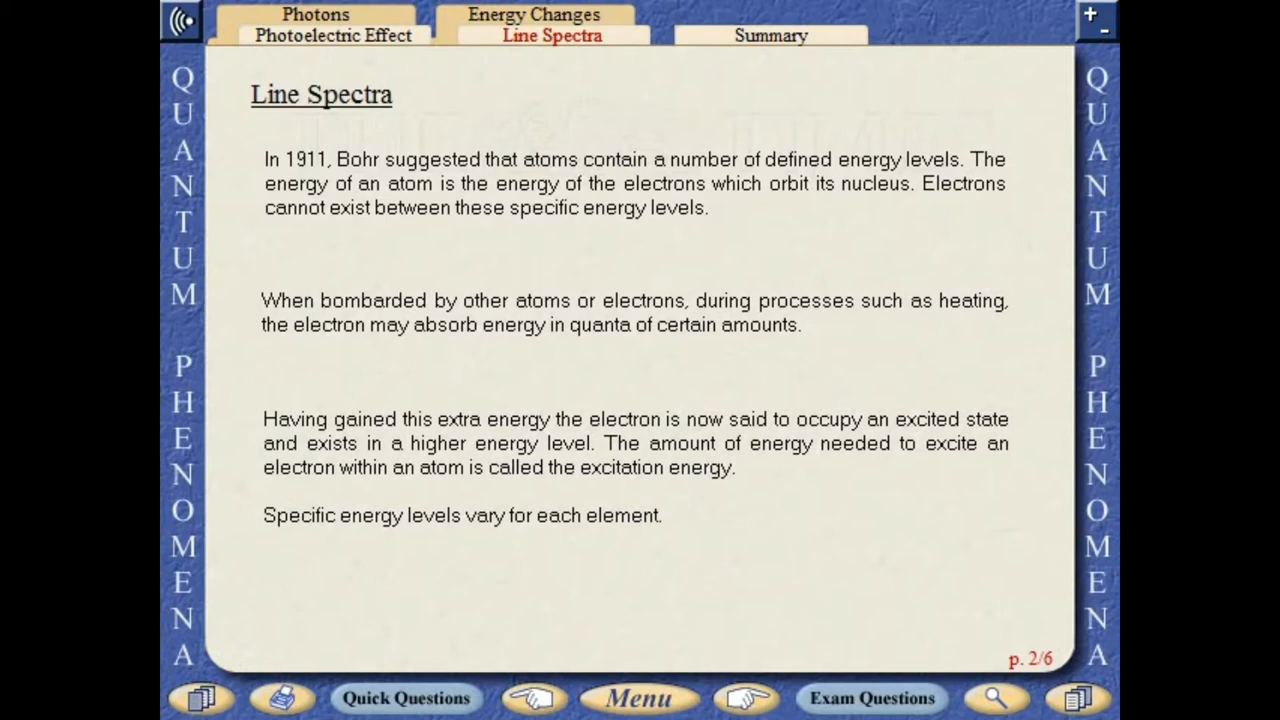 Photons
Energy Changes
Photoelectric Effect
Line Spectra
Summary
+
-
QUANTUM PHENOMENA
QUANTUM PHENOMENA
Line Spectra
In 1911, Bohr suggested that atoms contain a number of defined energy levels. The
energy of an atom is the energy of the electrons which orbit its nucleus. Electrons
cannot exist between these specific energy levels.
When bombarded by other atoms or electrons, during processes such as heating,
the electron may absorb energy in quanta of certain amounts.
Having gained this extra energy the electron is now said to occupy an excited state
and exists in a higher energy level. The amount of energy needed to excite an
electron within an atom is called the excitation energy.
Specific energy levels vary for each element.
p. 2/6
Quick Questions
Menu
Exam Questions